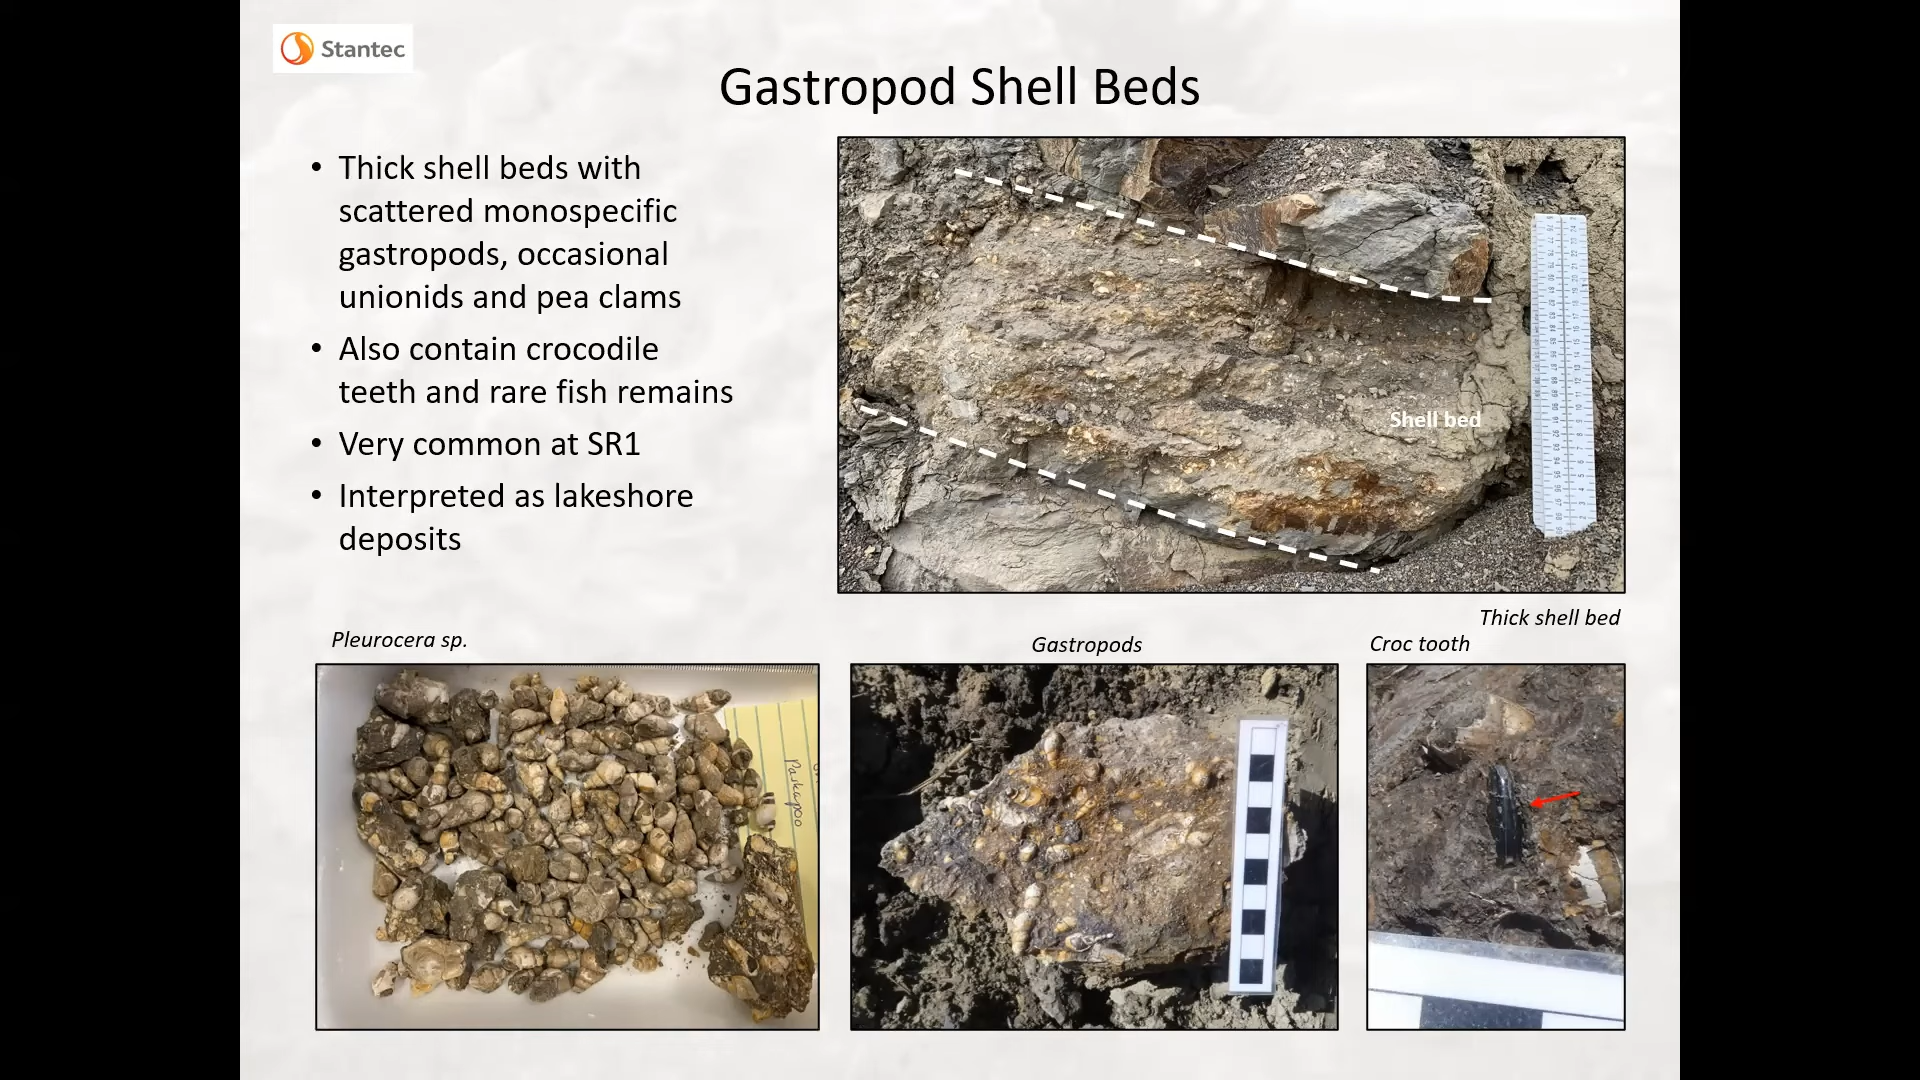 Stantec
Gastropod Shell Beds
• Thick shell beds with
scattered monospecific
gastropods, occasional
unionids and pea clams
• Also contain crocodile
teeth and rare fish remains
• Very common at SR1
• Interpreted as lakeshore
deposits
Shell bed
Thick shell bed
Pleurocera sp.
Gastropods
Croc tooth
Paskapoo